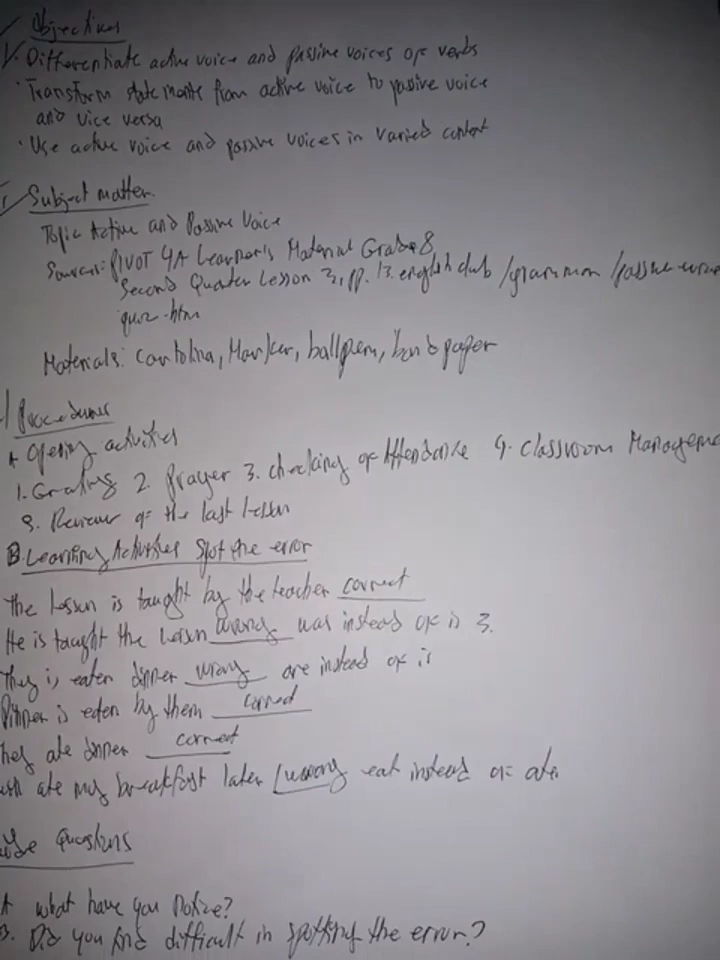 Objectives
Differentiate active voice and passive voices of verbs
· Transform statements from active voice to passive voice
and vice versa
· Use active voice and passive voices in varied context
Subject matter
Topic Active and Passive Voice
Sources: PIVOT 4A Learner's Material Grade 8
Second Quarter Lesson 3, pp. 13. english club /grammar /passive-
quiz.htm
Materials: Cartolina, Marker, ballpen, bond paper
Procedures
A Opening activities
1. Greeting 2. Prayer 3. checking of Attendance 4. Classroom Manageme
5. Review of the last lesson
B. Learning Activities Spot the error
The lesson is taught by the teacher correct
He is taught the lesson wrong was instead of is 3.
They is eaten dinner wrong are instead of is
Dinner is eaten by them correct
They ate dinner correct
will ate my breakfast later wrong eat instead of ate
Questions
A what have you notice?
B. Did you find difficult in spotting the error?